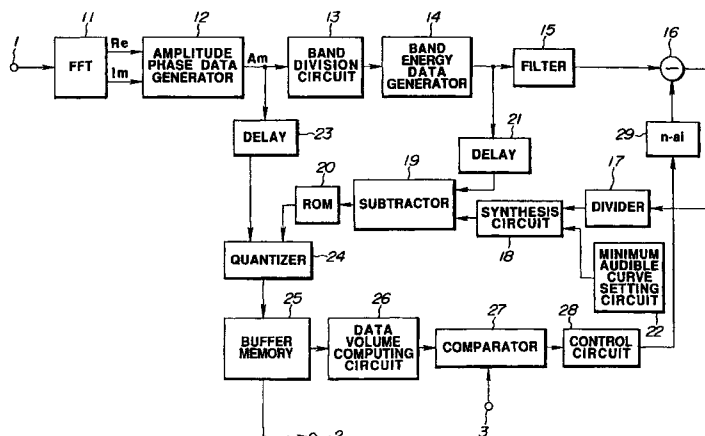 11
12
13
14
15
16
1
FFT
Re
Im
AMPLITUDE
PHASE DATA
GENERATOR
Am
BAND
DIVISION
CIRCUIT
BAND
ENERGY
DATA
GENERATOR
FILTER
−
DELAY
23
21
DELAY
29
n-ai
20
19
17
ROM
SUBTRACTOR
SYNTHESIS
CIRCUIT
18
DIVIDER
QUANTIZER
24
MINIMUM
AUDIBLE
CURVE
SETTING
CIRCUIT
22
25
26
27
28
BUFFER
MEMORY
DATA
VOLUME
COMPUTING
CIRCUIT
COMPARATOR
CONTROL
CIRCUIT
3